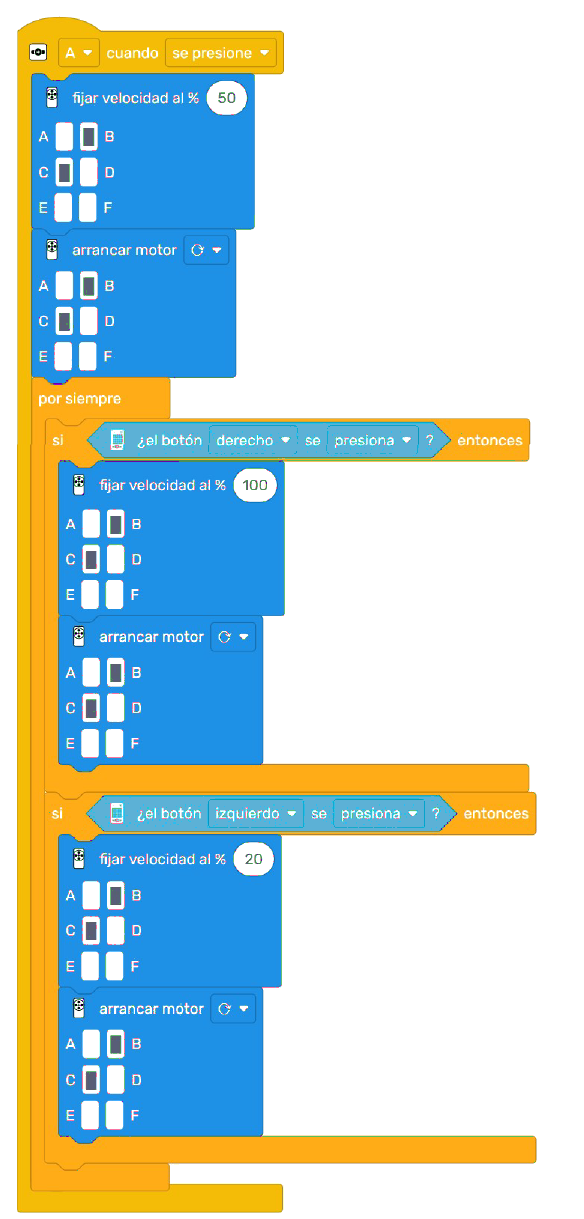 A cuando se presione
fijar velocidad al % 50
A B
C D
E F
arrancar motor
A B
C D
E F
por siempre
si ¿el botón derecho se presiona ? entonces
fijar velocidad al % 100
A B
C D
E F
arrancar motor
A B
C D
E F
si ¿el botón izquierdo se presiona ? entonces
fijar velocidad al % 20
A B
C D
E F
arrancar motor
A B
C D
E F